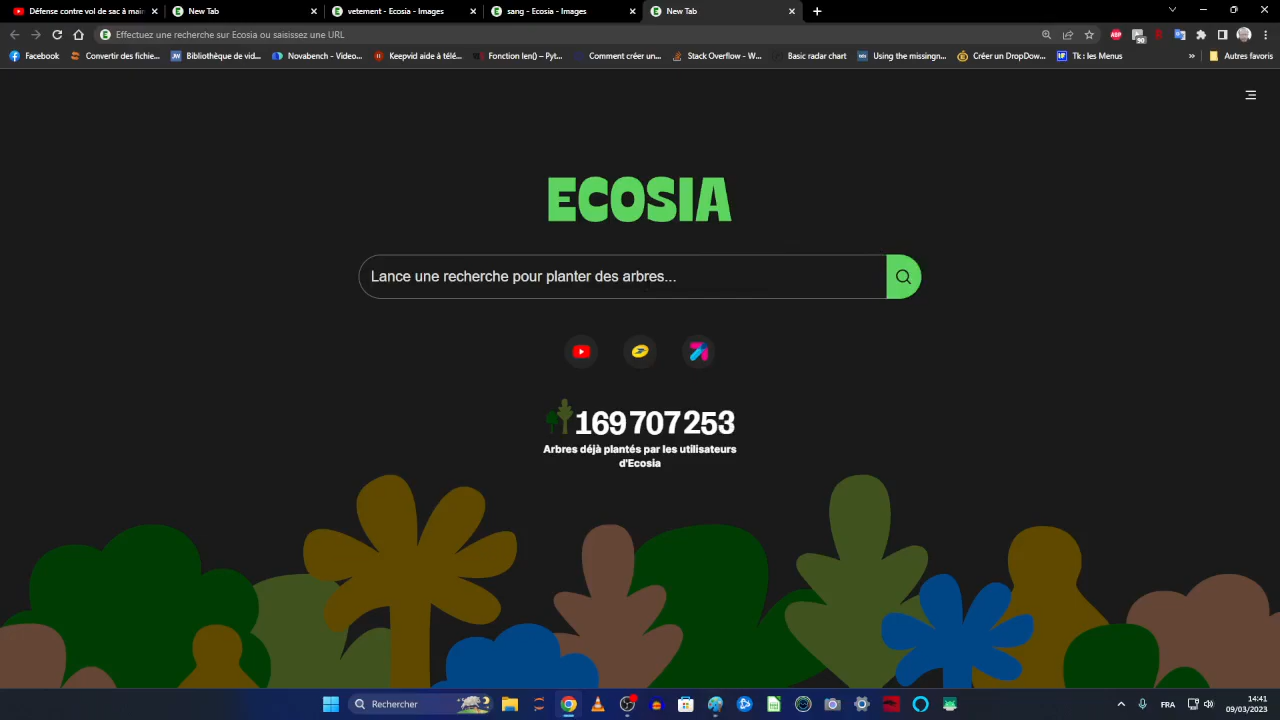 Défense contre vol de sac à main
New Tab
vetement - Ecosia - Images
sang - Ecosia - Images
New Tab
Effectuez une recherche sur Ecosia ou saisissez une URL
ABP
50
Facebook
Convertir des fichie...
Bibliothèque de vid...
Novabench - Video...
Keepvid aide à f...
Fonction len() – Pyt...
Comment créer un...
Stack Overflow - W...
Basic radar chart
Using the missingn...
Créer un DropDow...
Tk : les Menus
»
Autres favoris
ECOSIA
Lance une recherche pour planter des arbres...
169 707 253
Arbres déjà plantés par les utilisateurs
d'Ecosia
Rechercher
FRA
14:41
09/03/2023